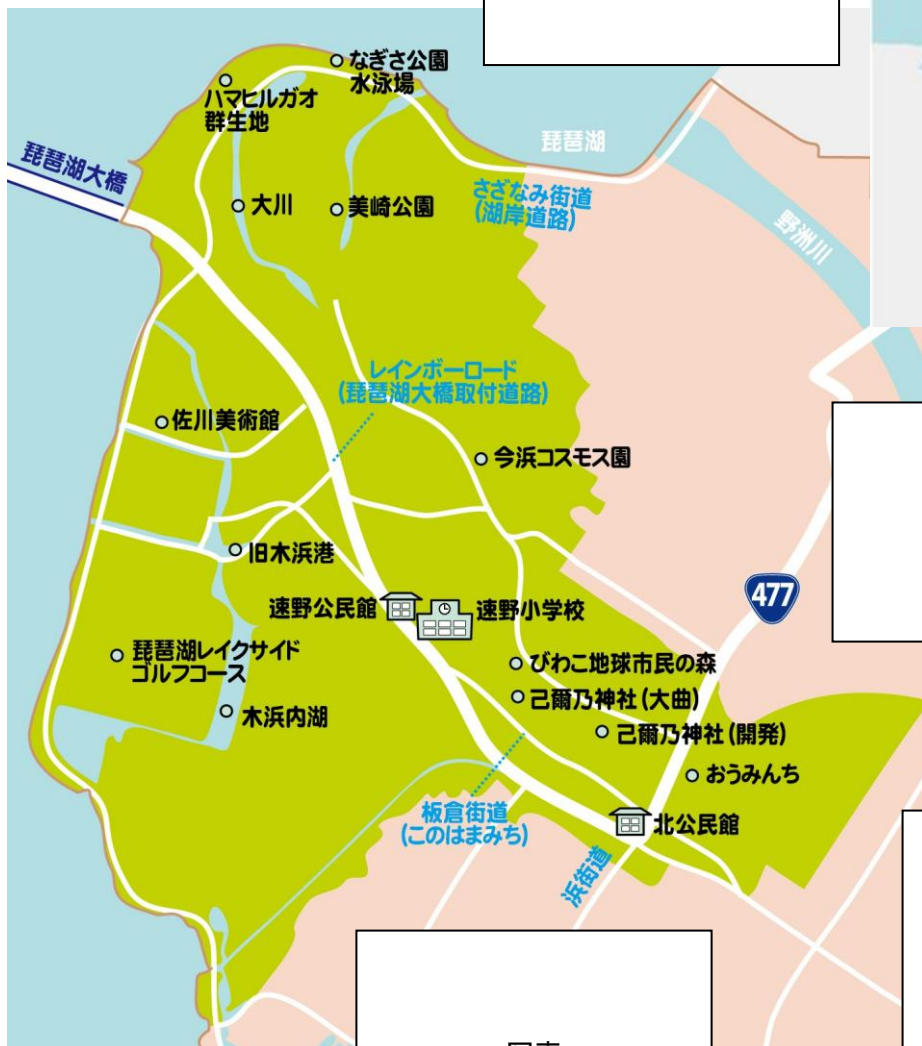 なぎさ公園
水泳場
ハマヒルガオ
群生地
琵琶湖
琵琶湖大橋
さざなみ街道
(湖岸道路)
大川
美崎公園
野洲川
レインボーロード
(琵琶湖大橋取付道路)
佐川美術館
今浜コスモス園
旧木浜港
477
速野公民館
速野小学校
琵琶湖レイクサイド
ゴルフコース
びわこ地球市民の森
己爾乃神社(大曲)
木浜内湖
己爾乃神社(開発)
おうみんち
板倉街道
(このはまみち)
北公民館
浜街道